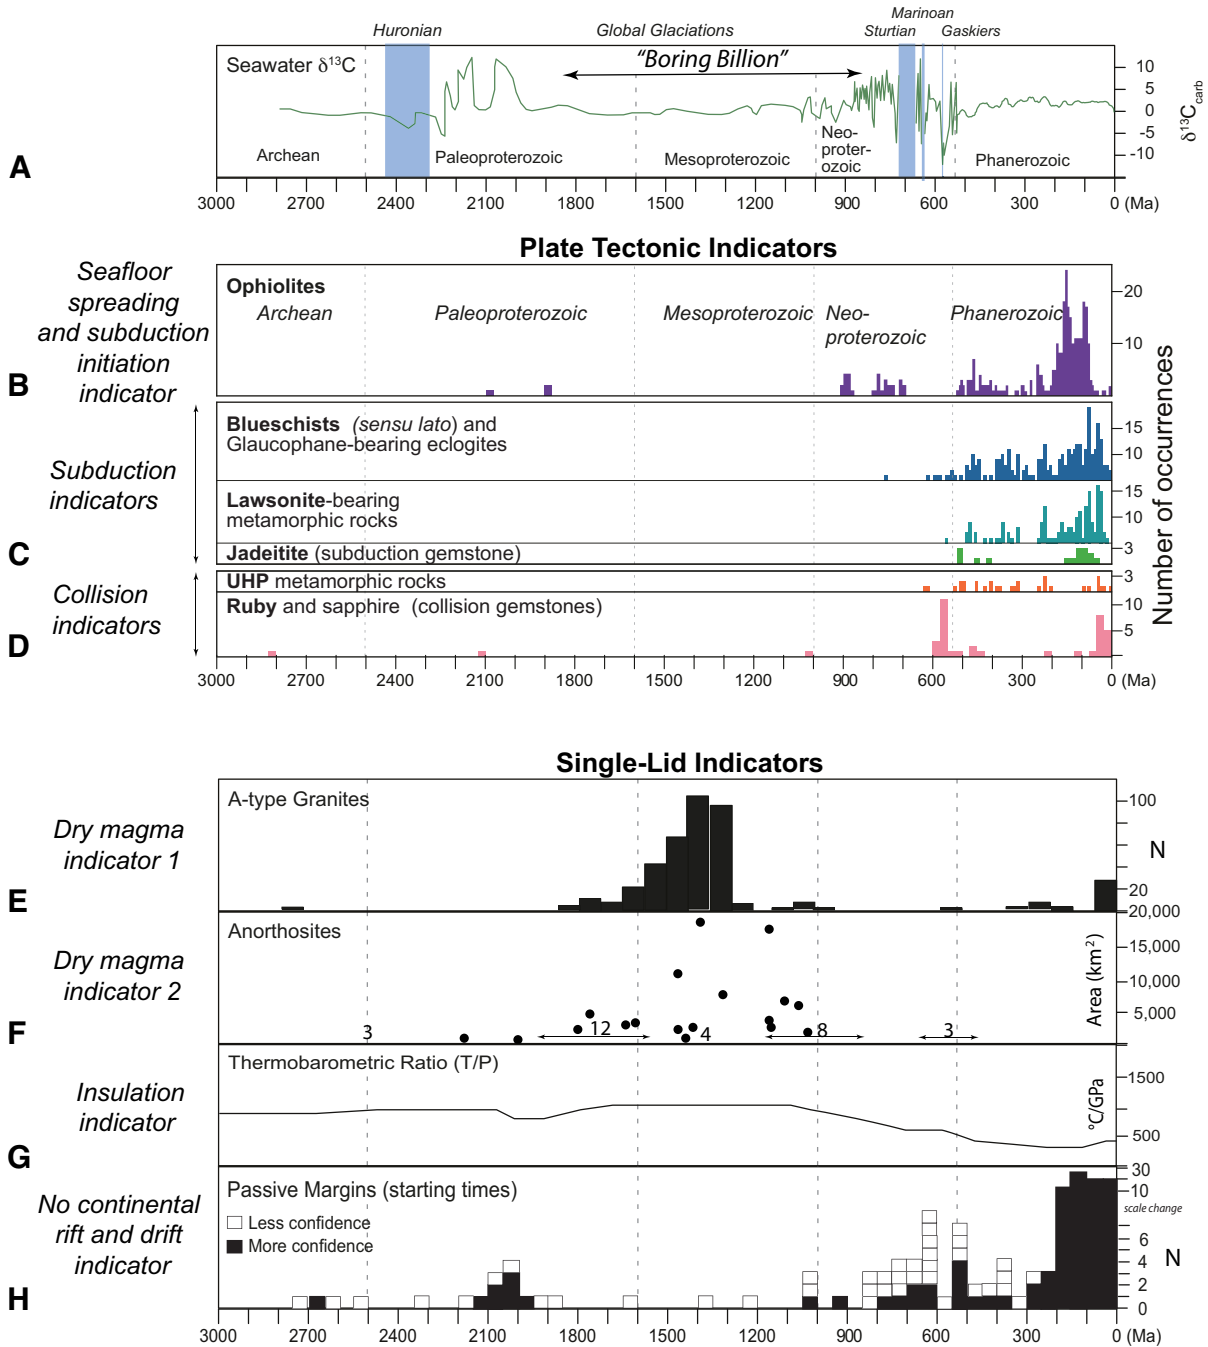 Marinoan
Huronian
Global Glaciations
Sturtian
Gaskiers
Seawater δ¹³C
"Boring Billion"
10
5
0
-5
-10
δ¹³C carb
Archean
Paleoproterozoic
Mesoproterozoic
Neo-
proter-
ozoic
Phanerozoic
A
3000 2700 2400 2100 1800 1500 1200 900 600 300 0 (Ma)
Plate Tectonic Indicators
Seafloor
spreading
and subduction
initiation
indicator
B
Ophiolites
Archean
Paleoproterozoic
Mesoproterozoic
Neo-
proterozoic
Phanerozoic
20
10
Number of occurrences
Subduction
indicators
C
Blueschists (sensu lato) and
Glaucophane-bearing eclogites
15
10
Lawsonite-bearing
metamorphic rocks
15
10
Jadeitite (subduction gemstone)
3
Collision
indicators
D
UHP metamorphic rocks
3
Ruby and sapphire (collision gemstones)
10
5
3000 2700 2400 2100 1800 1500 1200 900 600 300 0 (Ma)
Single-Lid Indicators
Dry magma
indicator 1
E
A-type Granites
100
N
20
Dry magma
indicator 2
F
Anorthosites
20,000
15,000
10,000
5,000
Area (km²)
3 12 4 8 3
Insulation
indicator
G
Thermobarometric Ratio (T/P)
1500
500
°C/GPa
No continental
rift and drift
indicator
H
Passive Margins (starting times)
Less confidence
More confidence
30
10
scale change
6
4
2
0
N
3000 2700 2400 2100 1800 1500 1200 900 600 300 0 (Ma)